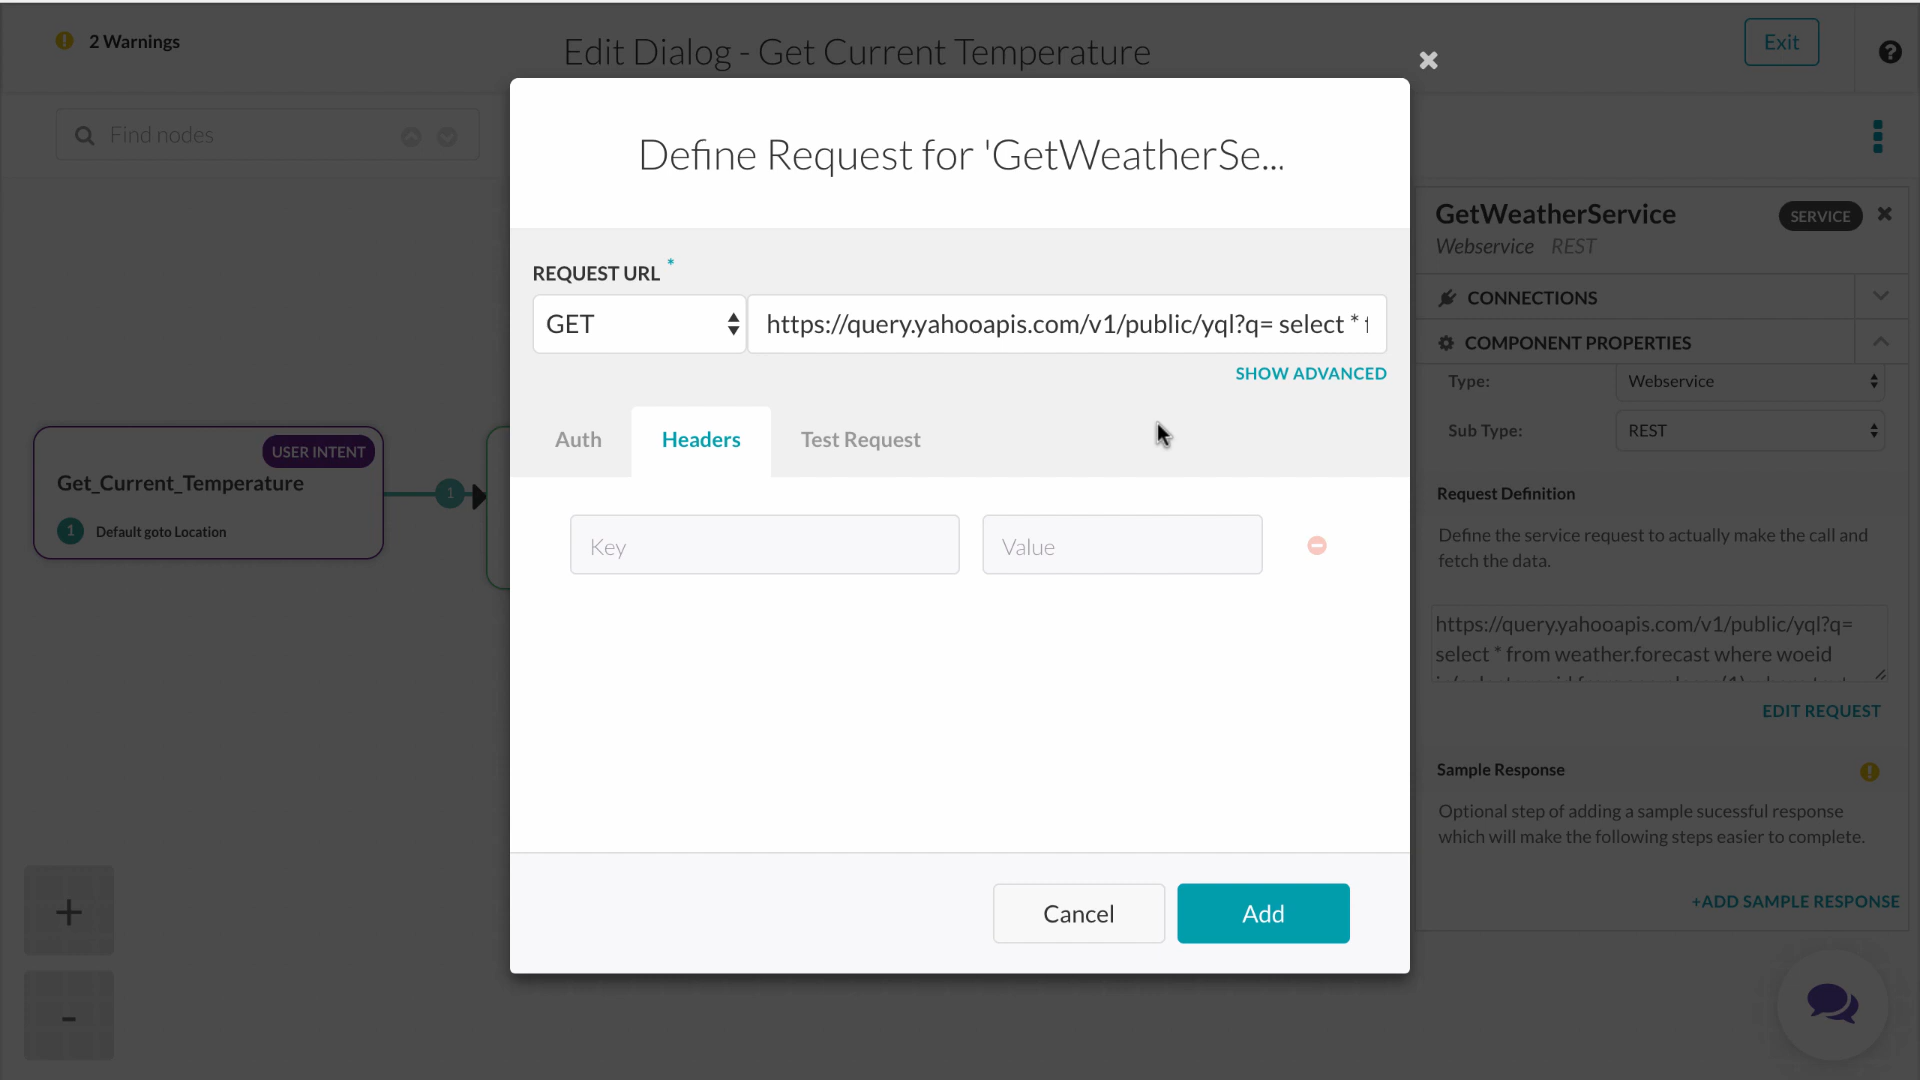 2 Warnings
Edit Dialog - Get Current Temperature
Exit
Find nodes
Define Request for 'GetWeatherSe...
REQUEST URL *
GET
https://query.yahooapis.com/v1/public/yql?q= select *
SHOW ADVANCED
Auth
Headers
Test Request
Key
Value
Cancel
Add
USER INTENT
Get_Current_Temperature
1
Default goto Location
1
GetWeatherService
SERVICE
Webservice REST
CONNECTIONS
COMPONENT PROPERTIES
Type:
Webservice
Sub Type:
REST
Request Definition
Define the service request to actually make the call and
fetch the data.
https://query.yahooapis.com/v1/public/yql?q=
select * from weather.forecast where woeid
EDIT REQUEST
Sample Response
Optional step of adding a sample sucessful response
which will make the following steps easier to complete.
+ADD SAMPLE RESPONSE